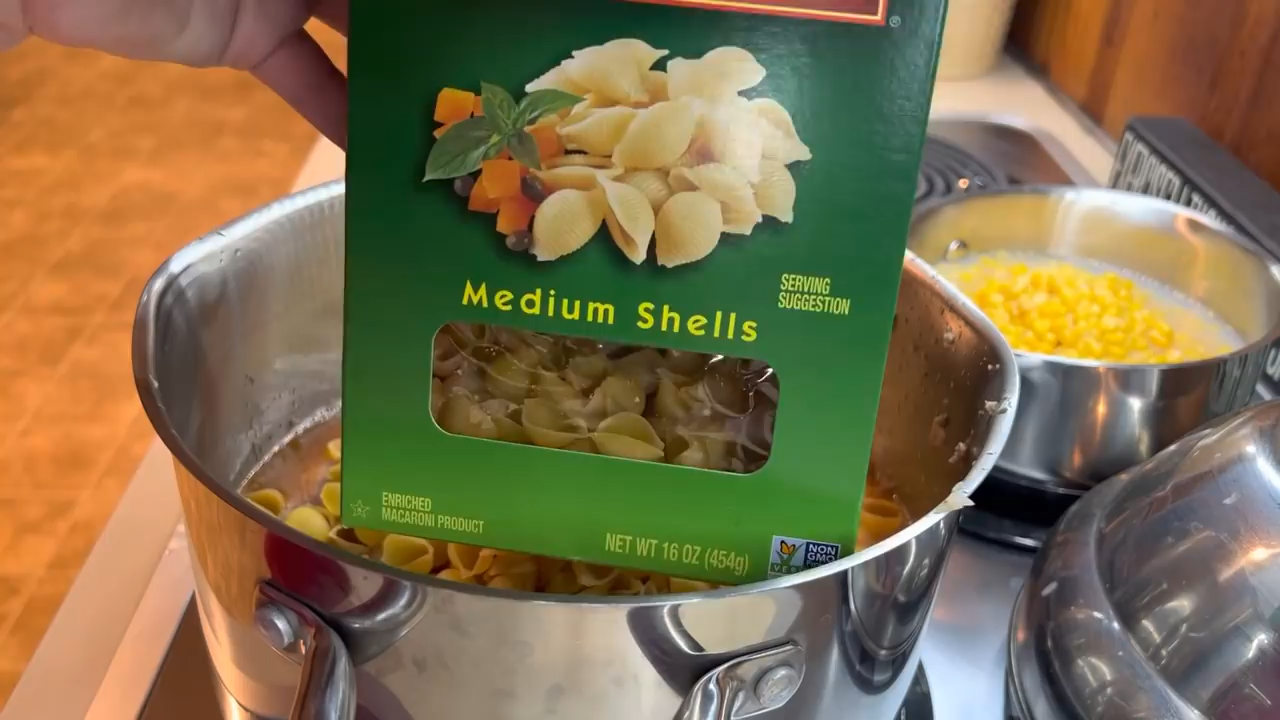 ®
Medium Shells
SERVING
SUGGESTION
ENRICHED
MACARONI PRODUCT
NET WT 16 OZ (454g)
NON
GMO